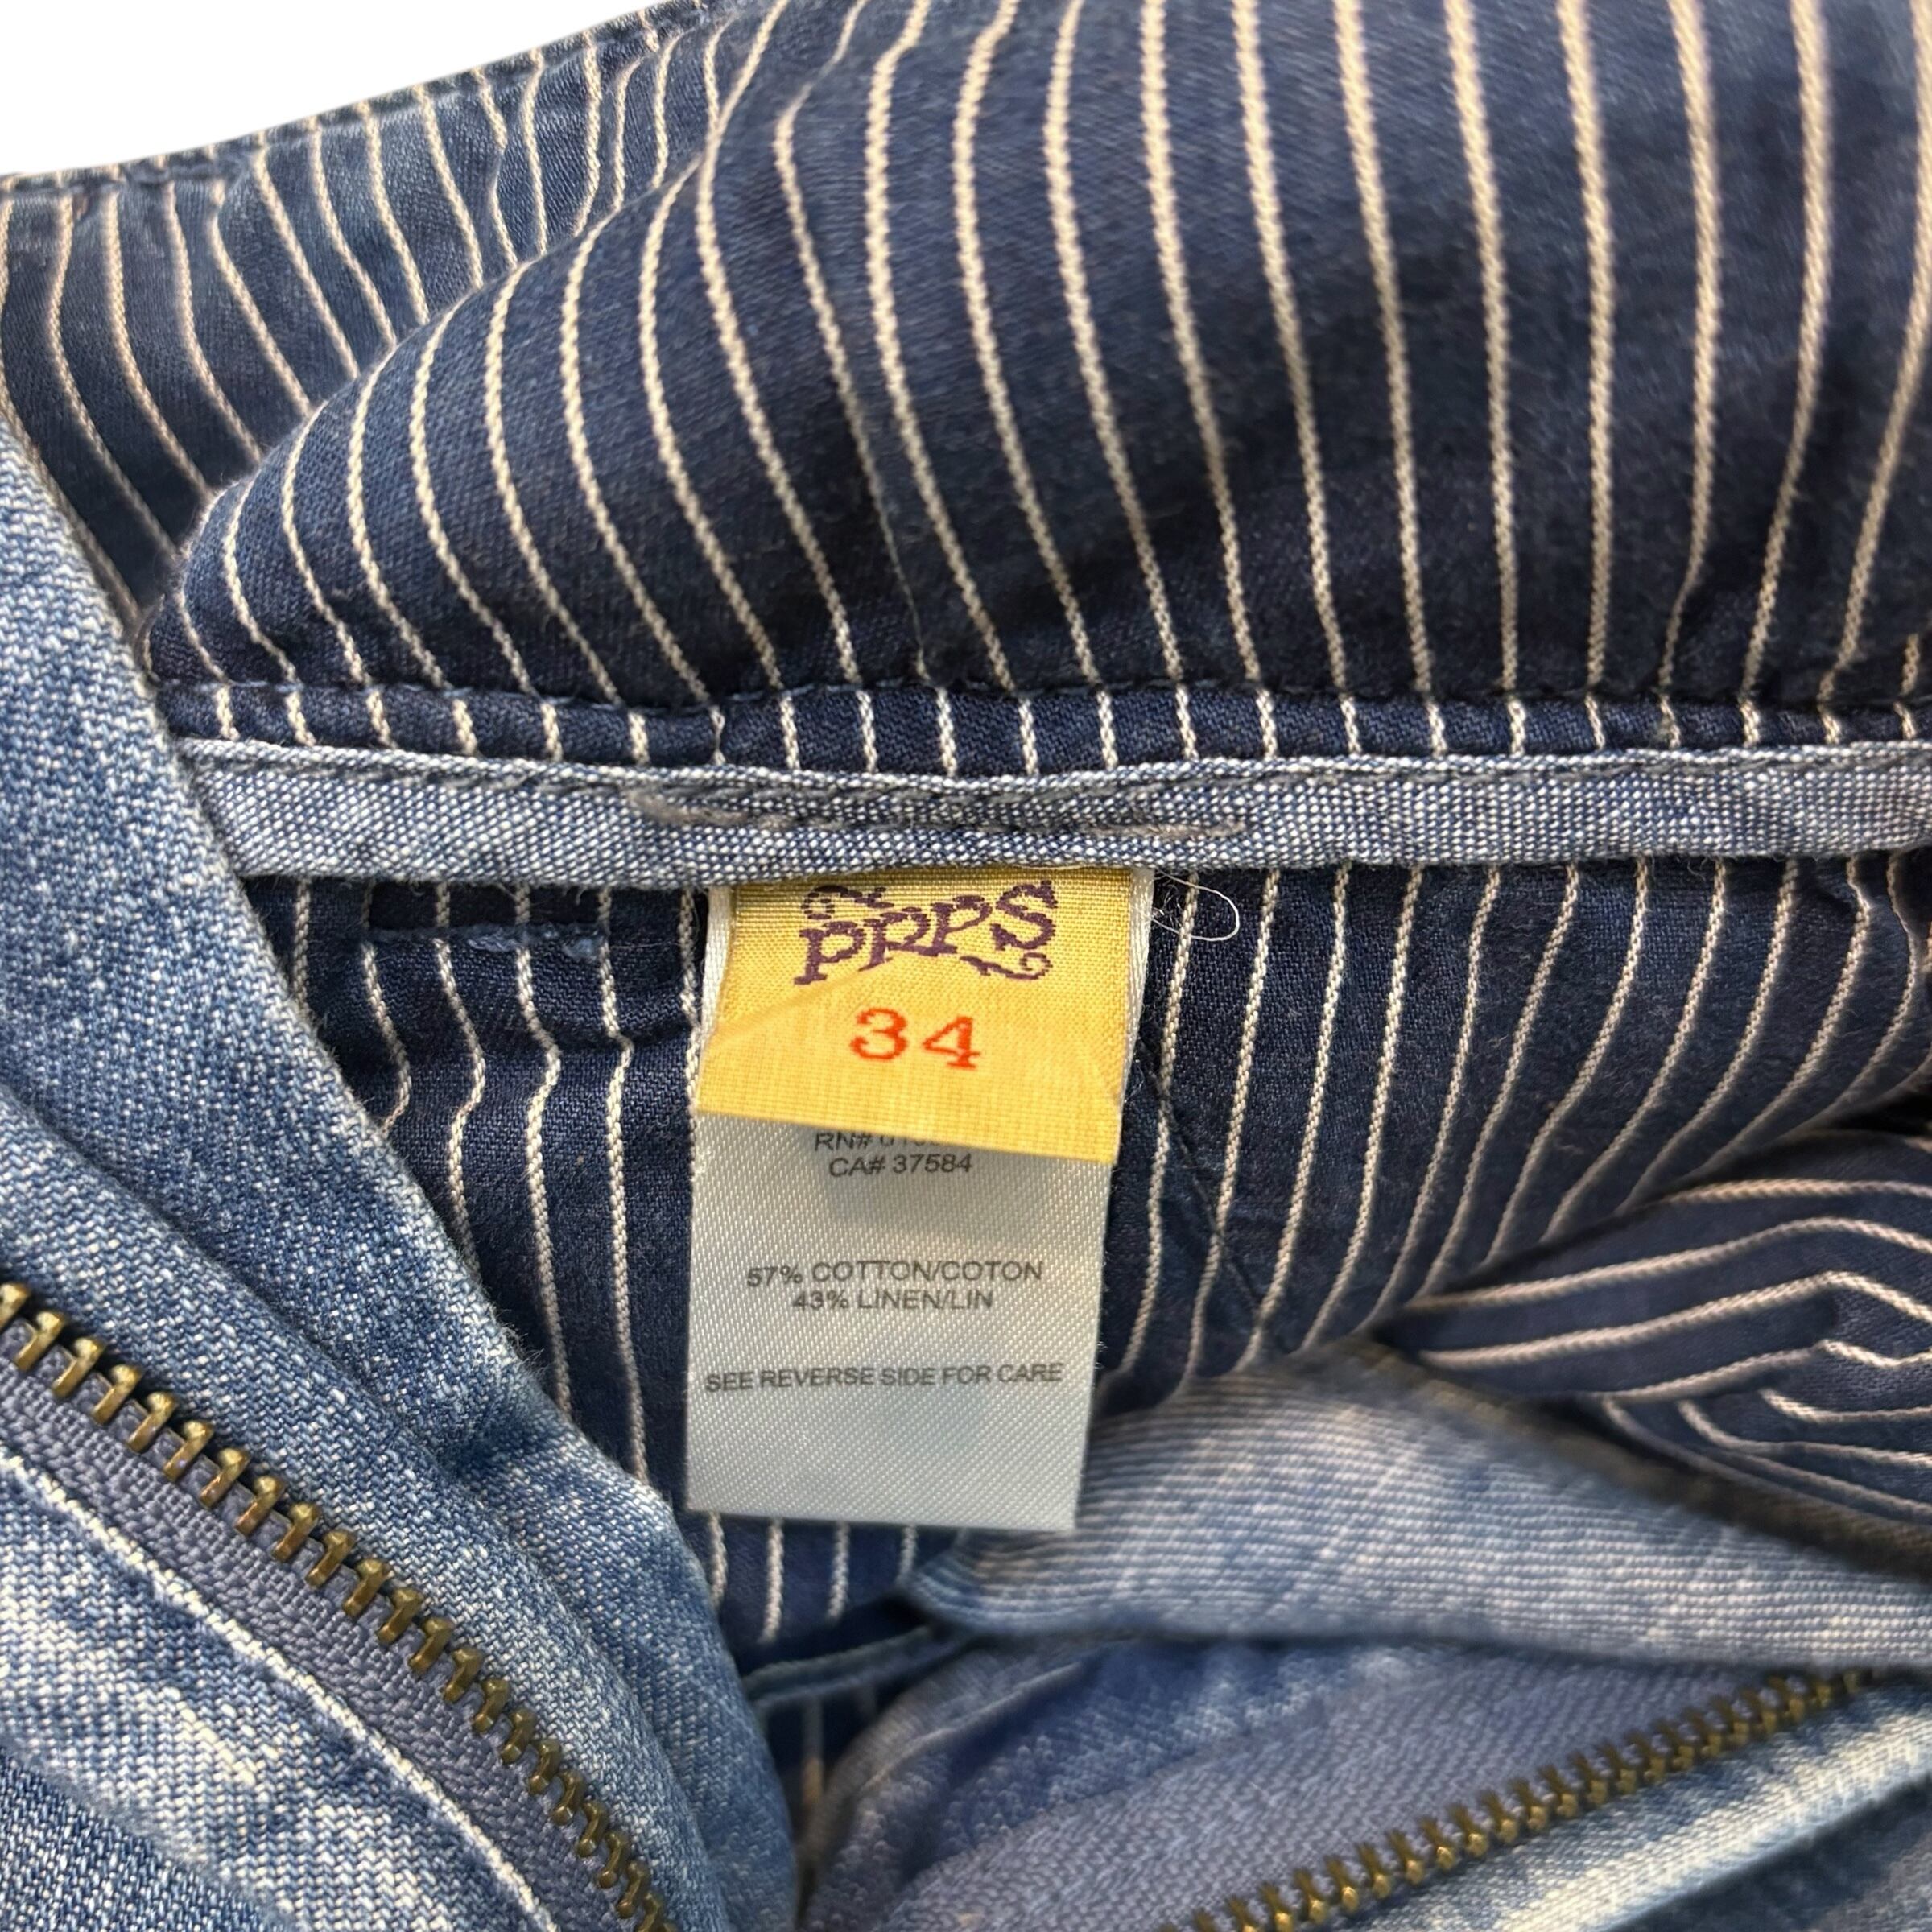 PRPS
34
RN#
CA# 37584
57% COTTON/COTON
43% LINEN/LIN
SEE REVERSE SIDE FOR CARE